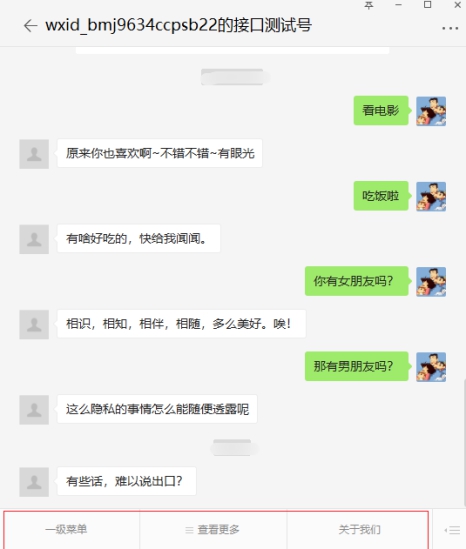 wxid_bmj9634ccpsb22的接口测试号
看电影
原来你也喜欢啊~不错不错~有眼光
吃饭啦
有啥好吃的，快给我闻闻。
你有女朋友吗？
相识，相知，相伴，相随，多么美好。唉！
那有男朋友吗？
这么隐私的事情怎么能随便透露呢
有些话，难以说出口？
一级菜单
查看更多
关于我们